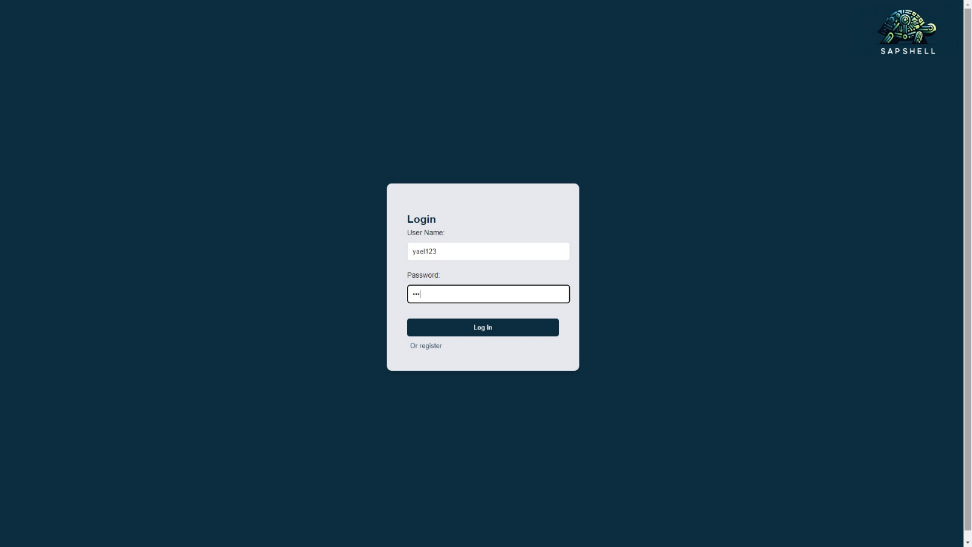 SAPSHELL
Login
User Name:
yael123
Password:
•••
Log In
Or register